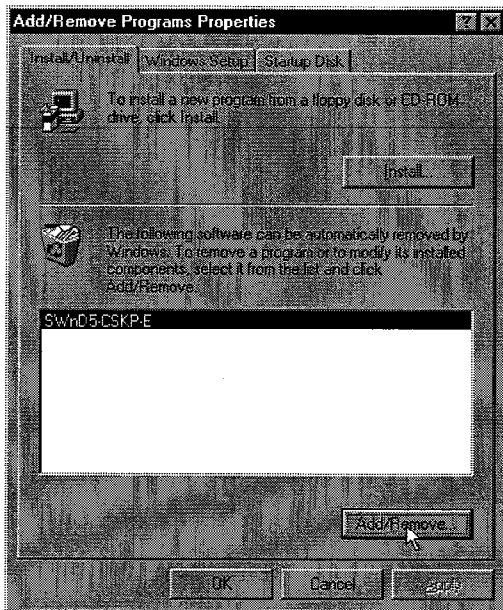 Add/Remove Programs Properties
Install/Uninstall Windows Setup Startup Disk
To install a new program from a floppy disk or CD-ROM
drive, click Install.
Install...
The following software can be automatically removed by
Windows. To remove a program or to modify its installed
components, select it from the list and click
Add/Remove.
SWnD5-CSKP-E
Add/Remove...
OK Cancel Apply